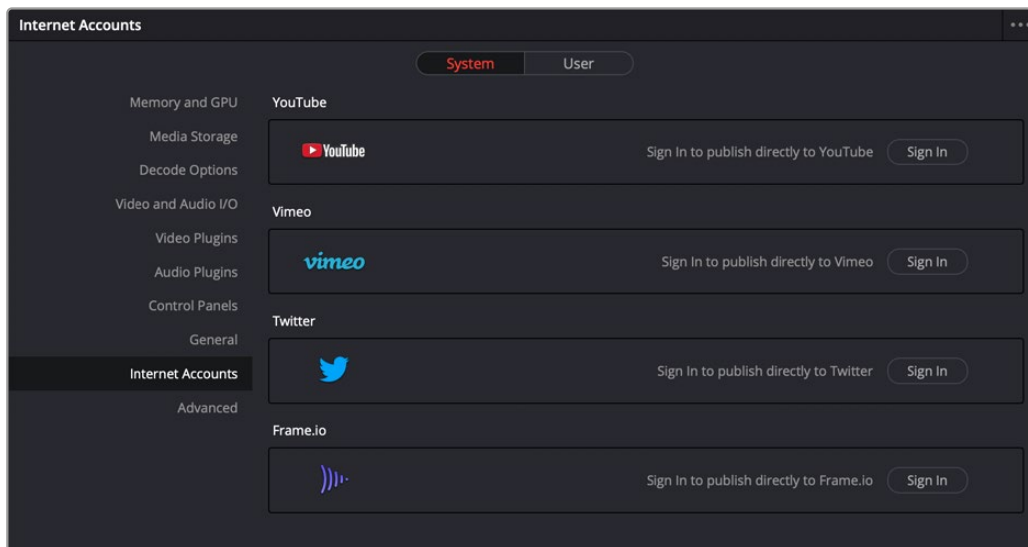 Internet Accounts
System User
Memory and GPU
Media Storage
Decode Options
Video and Audio I/O
Video Plugins
Audio Plugins
Control Panels
General
Internet Accounts
Advanced
YouTube
YouTube Sign In to publish directly to YouTube Sign In
Vimeo
vimeo Sign In to publish directly to Vimeo Sign In
Twitter
Sign In to publish directly to Twitter Sign In
Frame.io
Sign In to publish directly to Frame.io Sign In